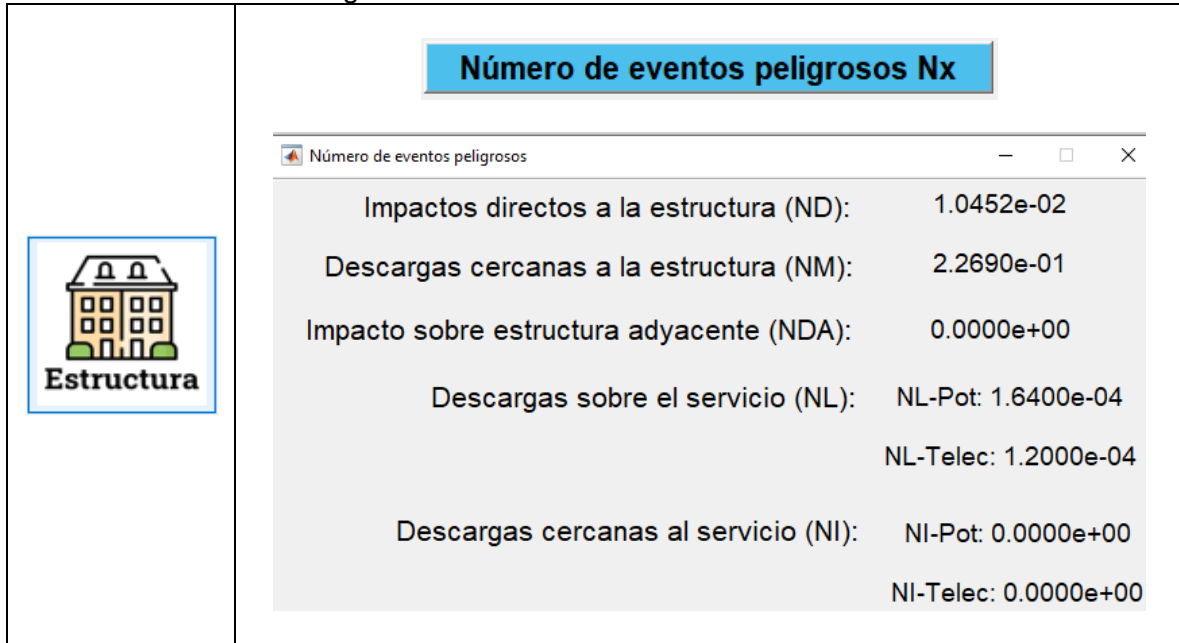 Número de eventos peligrosos Nx
Número de eventos peligrosos
Impactos directos a la estructura (ND): 1.0452e-02
Descargas cercanas a la estructura (NM): 2.2690e-01
Impacto sobre estructura adyacente (NDA): 0.0000e+00
Estructura
Descargas sobre el servicio (NL): NL-Pot: 1.6400e-04
NL-Telec: 1.2000e-04
Descargas cercanas al servicio (NI): NI-Pot: 0.0000e+00
NI-Telec: 0.0000e+00